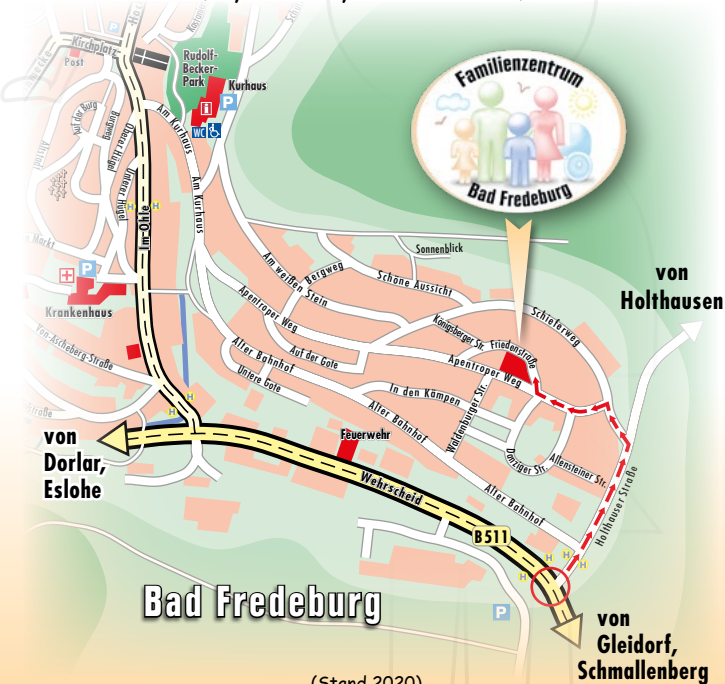 Kirchplatz
Post
Im
P
Rudolf-
Becker-
Park
Kurhaus
i
P
WC
Auf der Burg
Burgweg
Oberer Hügel
Unterer Hügel
Am Kurhaus
Am Kurhaus
Im Ohle
H
H
Markt
P
Krankenhaus
Von-Ascheberg-Straße
Straße
Familienzentrum
Bad Fredeburg
Sonnenblick
Am weißen Stein
Bergweg
Schöne Aussicht
Schieferweg
von
Holthausen
Apentroper Weg
Königsberger Str.
Friedenstraße
Alter Bahnhof
Auf der Gote
Apentroper Weg
Untere Gote
In den Kämpen
Waldenburger Str.
Alter Bahnhof
Danziger Str.
Allensteiner Str.
H
H
von
Dorlar,
Eslohe
Feuerwehr
Wehrscheid
Alter Bahnhof
Holthauser Straße
B511
H
H
H
H
Bad Fredeburg
P
von
Gleidorf,
Schmallenberg
(Stand 2020)